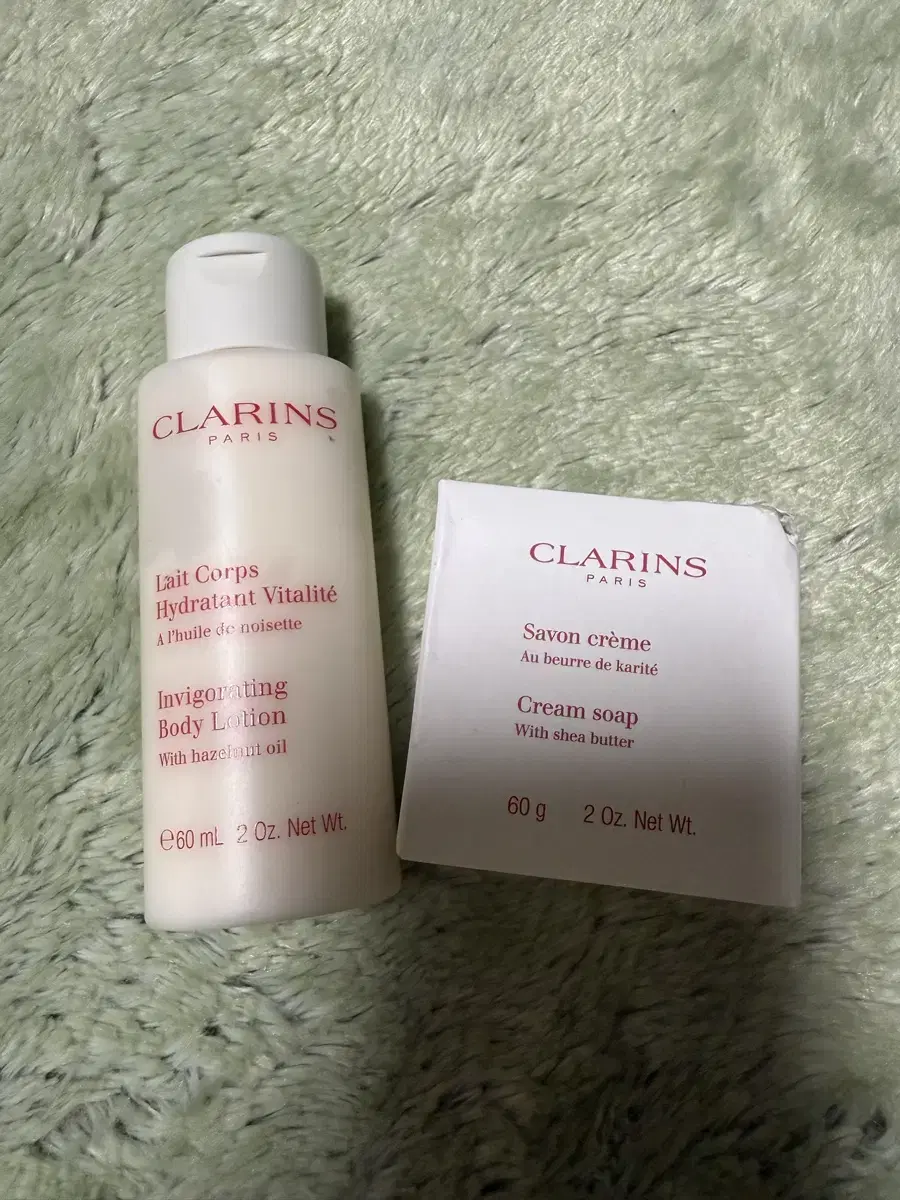 CLARINS
PARIS
Lait Corps
Hydratant Vitalité
A l'huile de noisette
Invigorating
Body Lotion
With hazelnut oil
℮60 mL 2 Oz. Net Wt.
CLARINS
PARIS
Savon crème
Au beurre de karité
Cream soap
With shea butter
60 g 2 Oz. Net Wt.